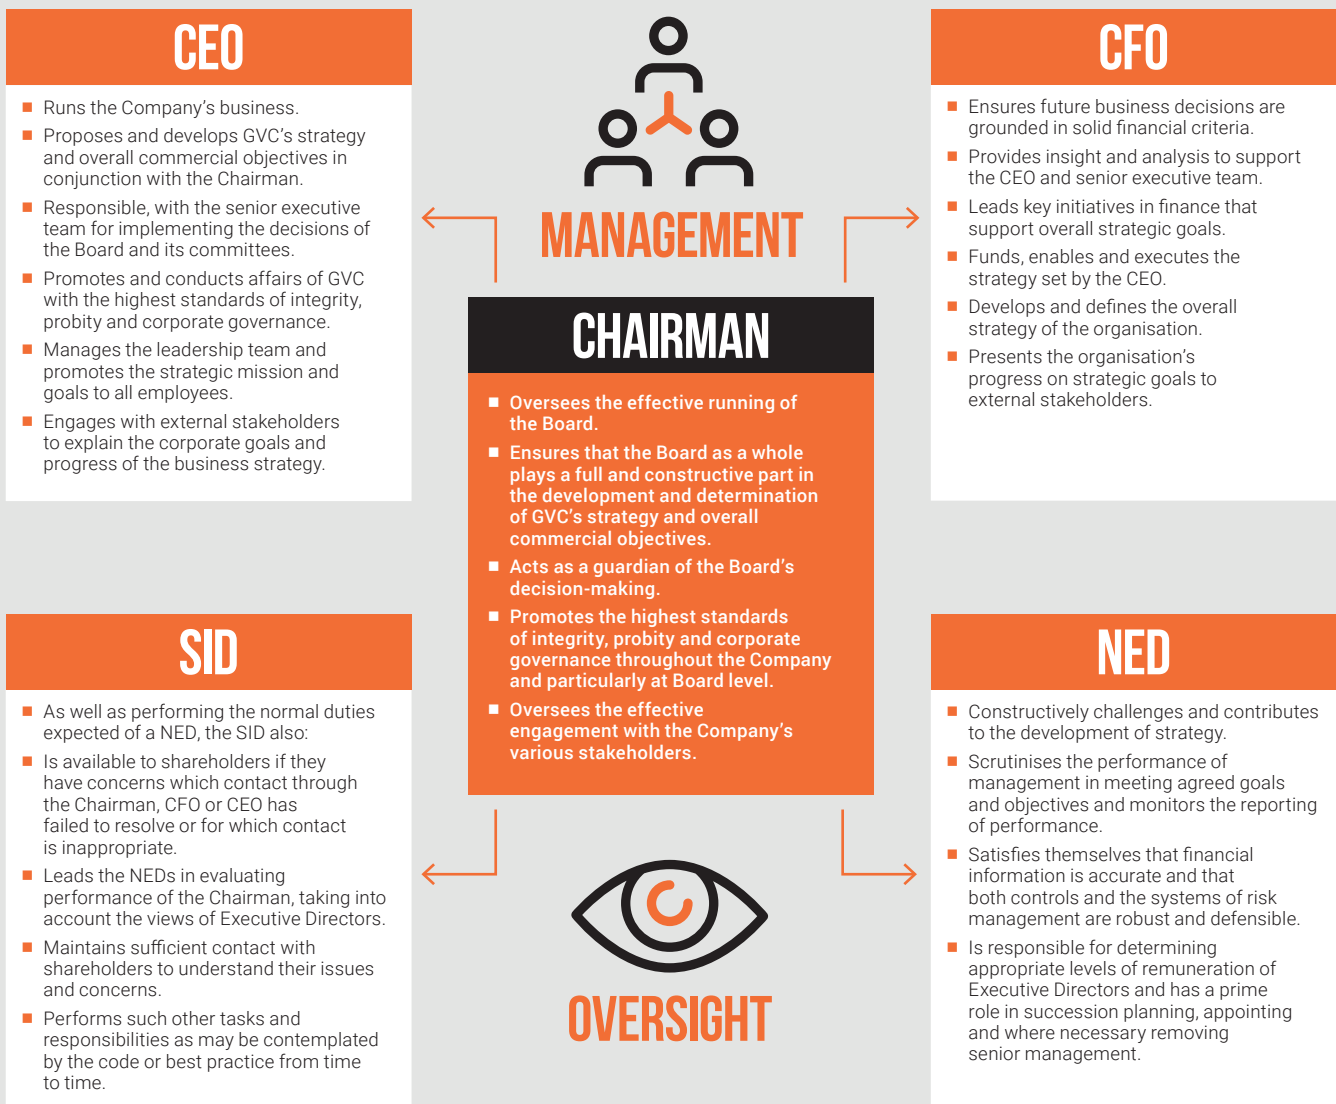 CEO
Runs the Company's business.
Proposes and develops GVC's strategy
and overall commercial objectives in
conjunction with the Chairman.
Responsible, with the senior executive
team for implementing the decisions of
the Board and its committees.
Promotes and conducts affairs of GVC
with the highest standards of integrity,
probity and corporate governance.
Manages the leadership team and
promotes the strategic mission and
goals to all employees.
Engages with external stakeholders
to explain the corporate goals and
progress of the business strategy.
MANAGEMENT
CFO
Ensures future business decisions are
grounded in solid financial criteria.
Provides insight and analysis to support
the CEO and senior executive team.
Leads key initiatives in finance that
support overall strategic goals.
Funds, enables and executes the
strategy set by the CEO.
Develops and defines the overall
strategy of the organisation.
Presents the organisation's
progress on strategic goals to
external stakeholders.
CHAIRMAN
Oversees the effective running of
the Board.
Ensures that the Board as a whole
plays a full and constructive part in
the development and determination
of GVC's strategy and overall
commercial objectives.
Acts as a guardian of the Board's
decision-making.
Promotes the highest standards
of integrity, probity and corporate
governance throughout the Company
and particularly at Board level.
Oversees the effective
engagement with the Company's
various stakeholders.
SID
As well as performing the normal duties
expected of a NED, the SID also:
Is available to shareholders if they
have concerns which contact through
the Chairman, CFO or CEO has
failed to resolve or for which contact
is inappropriate.
Leads the NEDs in evaluating
performance of the Chairman, taking into
account the views of Executive Directors.
Maintains sufficient contact with
shareholders to understand their issues
and concerns.
Performs such other tasks and
responsibilities as may be contemplated
by the code or best practice from time
to time.
OVERSIGHT
NED
Constructively challenges and contributes
to the development of strategy.
Scrutinises the performance of
management in meeting agreed goals
and objectives and monitors the reporting
of performance.
Satisfies themselves that financial
information is accurate and that
both controls and the systems of risk
management are robust and defensible.
Is responsible for determining
appropriate levels of remuneration of
Executive Directors and has a prime
role in succession planning, appointing
and where necessary removing
senior management.